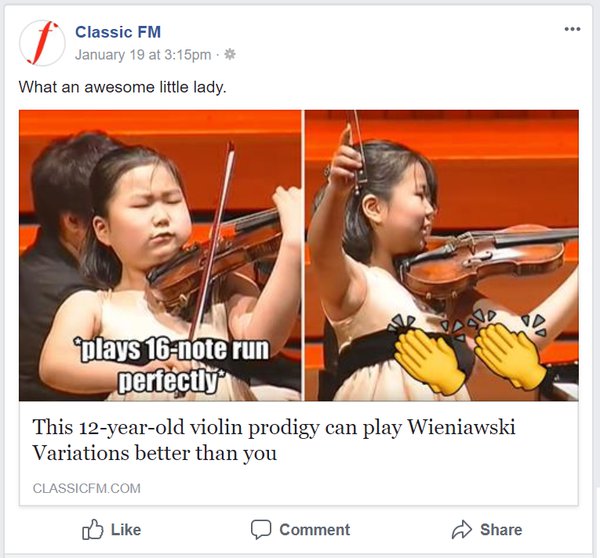 Classic FM
January 19 at 3:15pm ·
What an awesome little lady.
*plays 16-note run
perfectly*
This 12-year-old violin prodigy can play Wieniawski
Variations better than you
CLASSICFM.COM
Like Comment Share